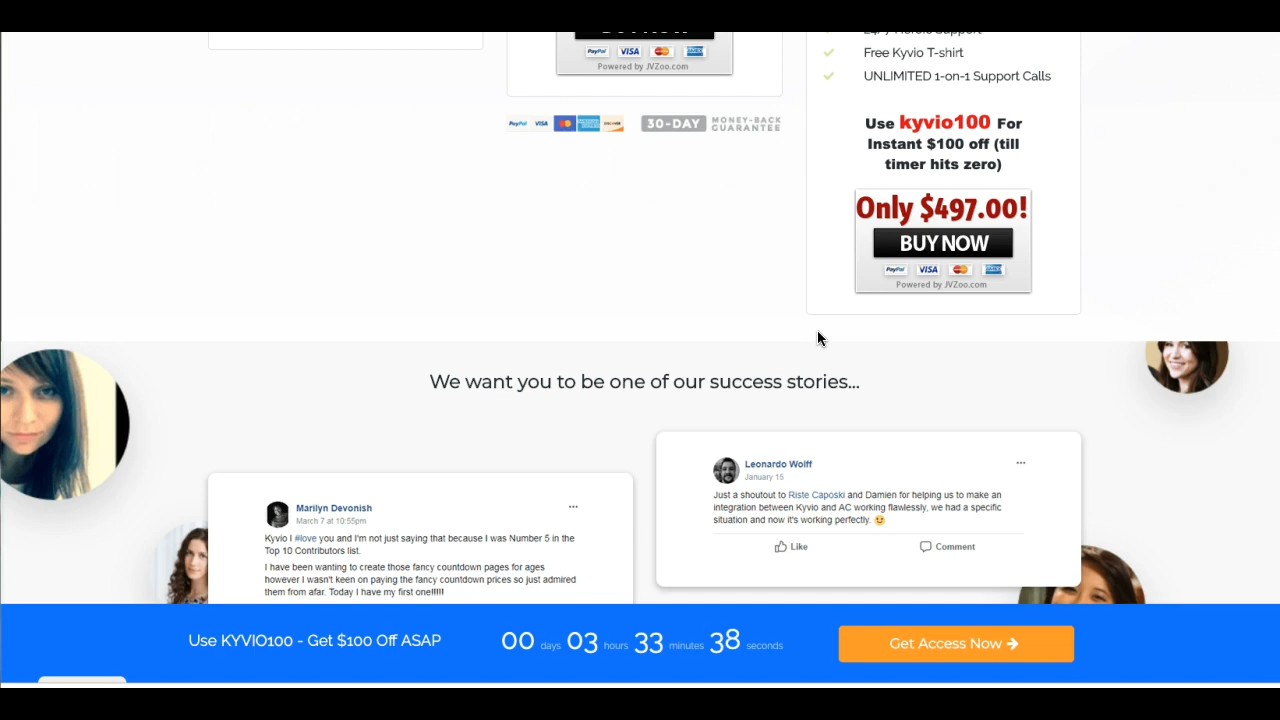 BUY NOW
PayPal VISA
Powered by JVZoo.com
PayPal VISA
30-DAY MONEY-BACK GUARANTEE
24/7 Heroic Support
Free Kyvio T-shirt
UNLIMITED 1-on-1 Support Calls
Use kyvio100 For
Instant $100 off (till
timer hits zero)
Only $497.00!
BUY NOW
PayPal VISA
Powered by JVZoo.com
We want you to be one of our success stories...
Marilyn Devonish
March 7 at 10:55pm
Kyvio I #love you and I'm not just saying that because I was Number 5 in the
Top 10 Contributors list.
I have been wanting to create those fancy countdown pages for ages
however I wasn't keen on paying the fancy countdown prices so just admired
them from afar. Today I have my first one!!!!!!
Leonardo Wolff
January 15
Just a shoutout to Riste Caposki and Damien for helping us to make an
integration between Kyvio and AC working flawlessly, we had a specific
situation and now it's working perfectly.
Like Comment
Use KYVIO100 - Get $100 Off ASAP
00 days 03 hours 33 minutes 38 seconds
Get Access Now